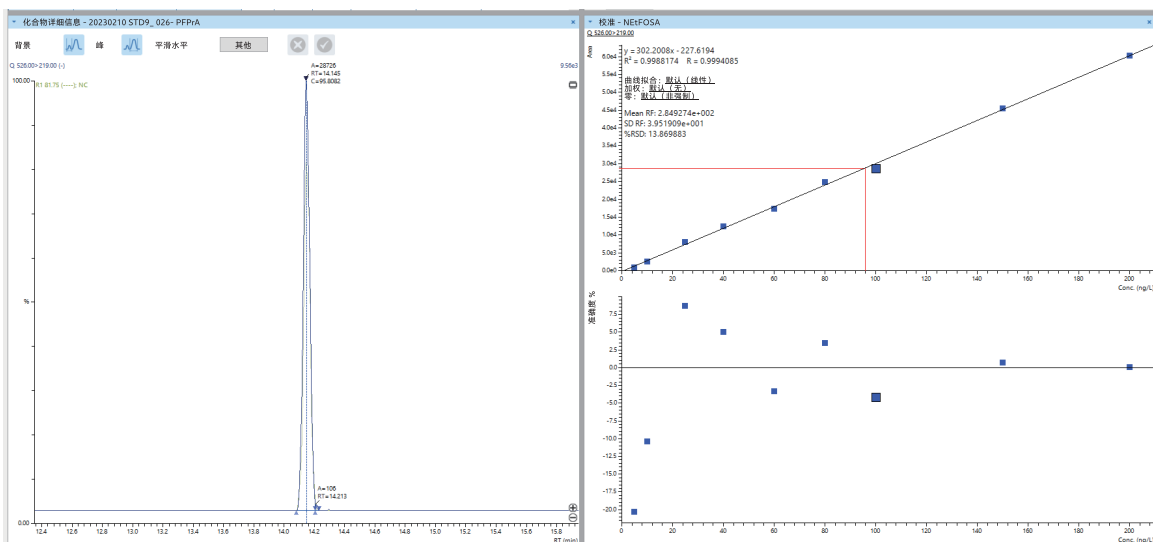 化合物详细信息 - 20230210 STD9_ 026- PFPrA
背景 峰 平滑水平 其他
Q 526.00>219.00 (-)
9.56e3
A=28726
RT=14.145
C=95.8082
100.00
R1 81.75 (----): NC
%
A=106
RT=14.213
0.00
12.4 12.6 12.8 13.0 13.2 13.4 13.6 13.8 14.0 14.2 14.4 14.6 14.8 15.0 15.2 15.4 15.6 15.8
RT (min)
校准 - NEtFOSA
Q 526.00>219.00
Area
y = 302.2008x - 227.6194
R² = 0.9988174 R = 0.9994085
曲线拟合: 默认 (线性)
加权: 默认 (无)
零: 默认 (非强制)
Mean RF: 2.849274e+002
SD RF: 3.951909e+001
%RSD: 13.869883
6.0e4
5.5e4
5.0e4
4.5e4
4.0e4
3.5e4
3.0e4
2.5e4
2.0e4
1.5e4
1.0e4
5.0e3
0.0e0
0 20 40 60 80 100 120 140 160 180 200
Conc. (ng/L)
准确度 %
7.5
5.0
2.5
0.0
-2.5
-5.0
-7.5
-10.0
-12.5
-15.0
-17.5
-20.0
0 20 40 60 80 100 120 140 160 180 200
Conc. (ng/L)